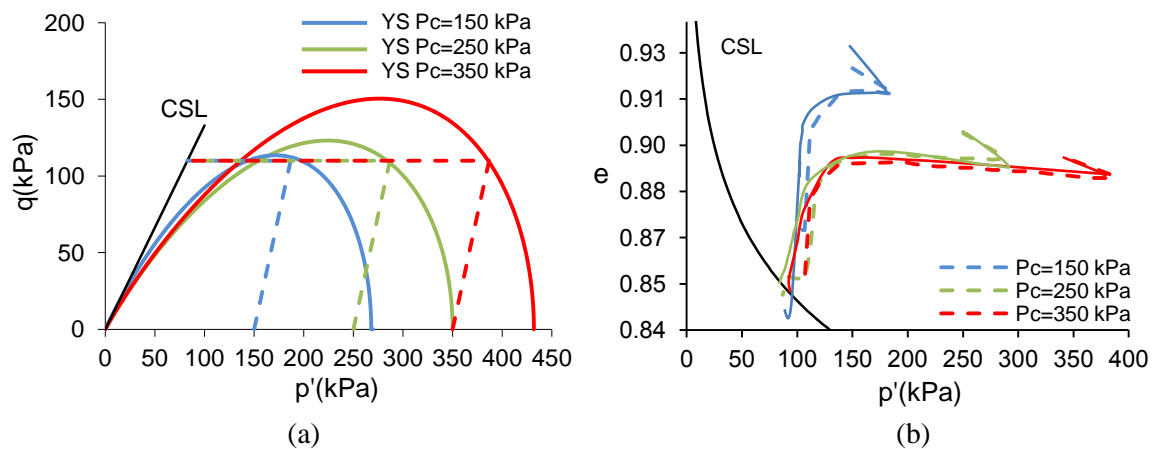 200
150
100
50
0
q(kPa)
YS Pc=150 kPa
YS Pc=250 kPa
YS Pc=350 kPa
CSL
0 50 100 150 200 250 300 350 400 450
p'(kPa)
(a)
0.93
0.91
0.90
0.88
0.87
0.85
0.84
e
CSL
Pc=150 kPa
Pc=250 kPa
Pc=350 kPa
0 50 100 150 200 250 300 350 400
p'(kPa)
(b)